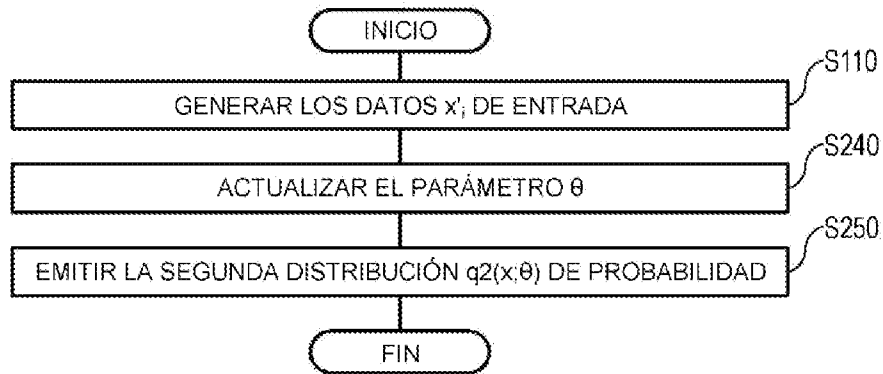 INICIO
S110
GENERAR LOS DATOS x'ᵢ DE ENTRADA
S240
ACTUALIZAR EL PARÁMETRO θ
S250
EMITIR LA SEGUNDA DISTRIBUCIÓN q2(x;θ) DE PROBABILIDAD
FIN